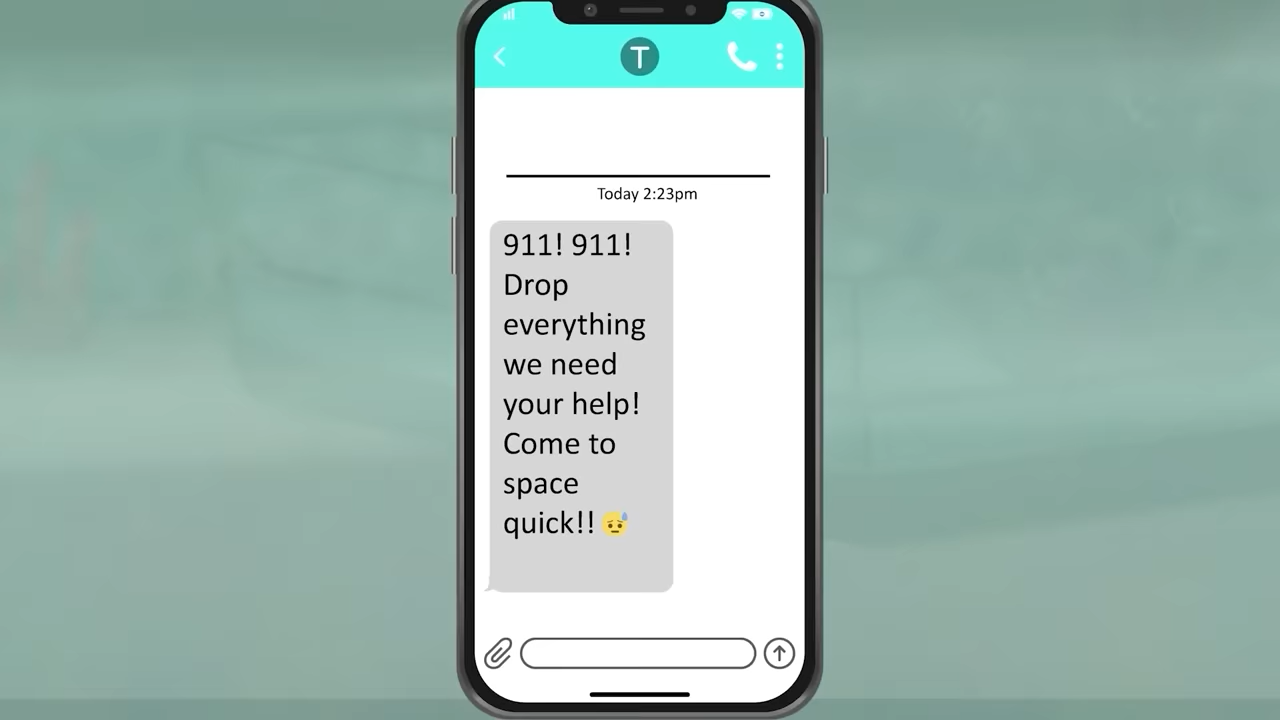 T
Today 2:23pm
911! 911!
Drop
everything
we need
your help!
Come to
space
quick!! 😓